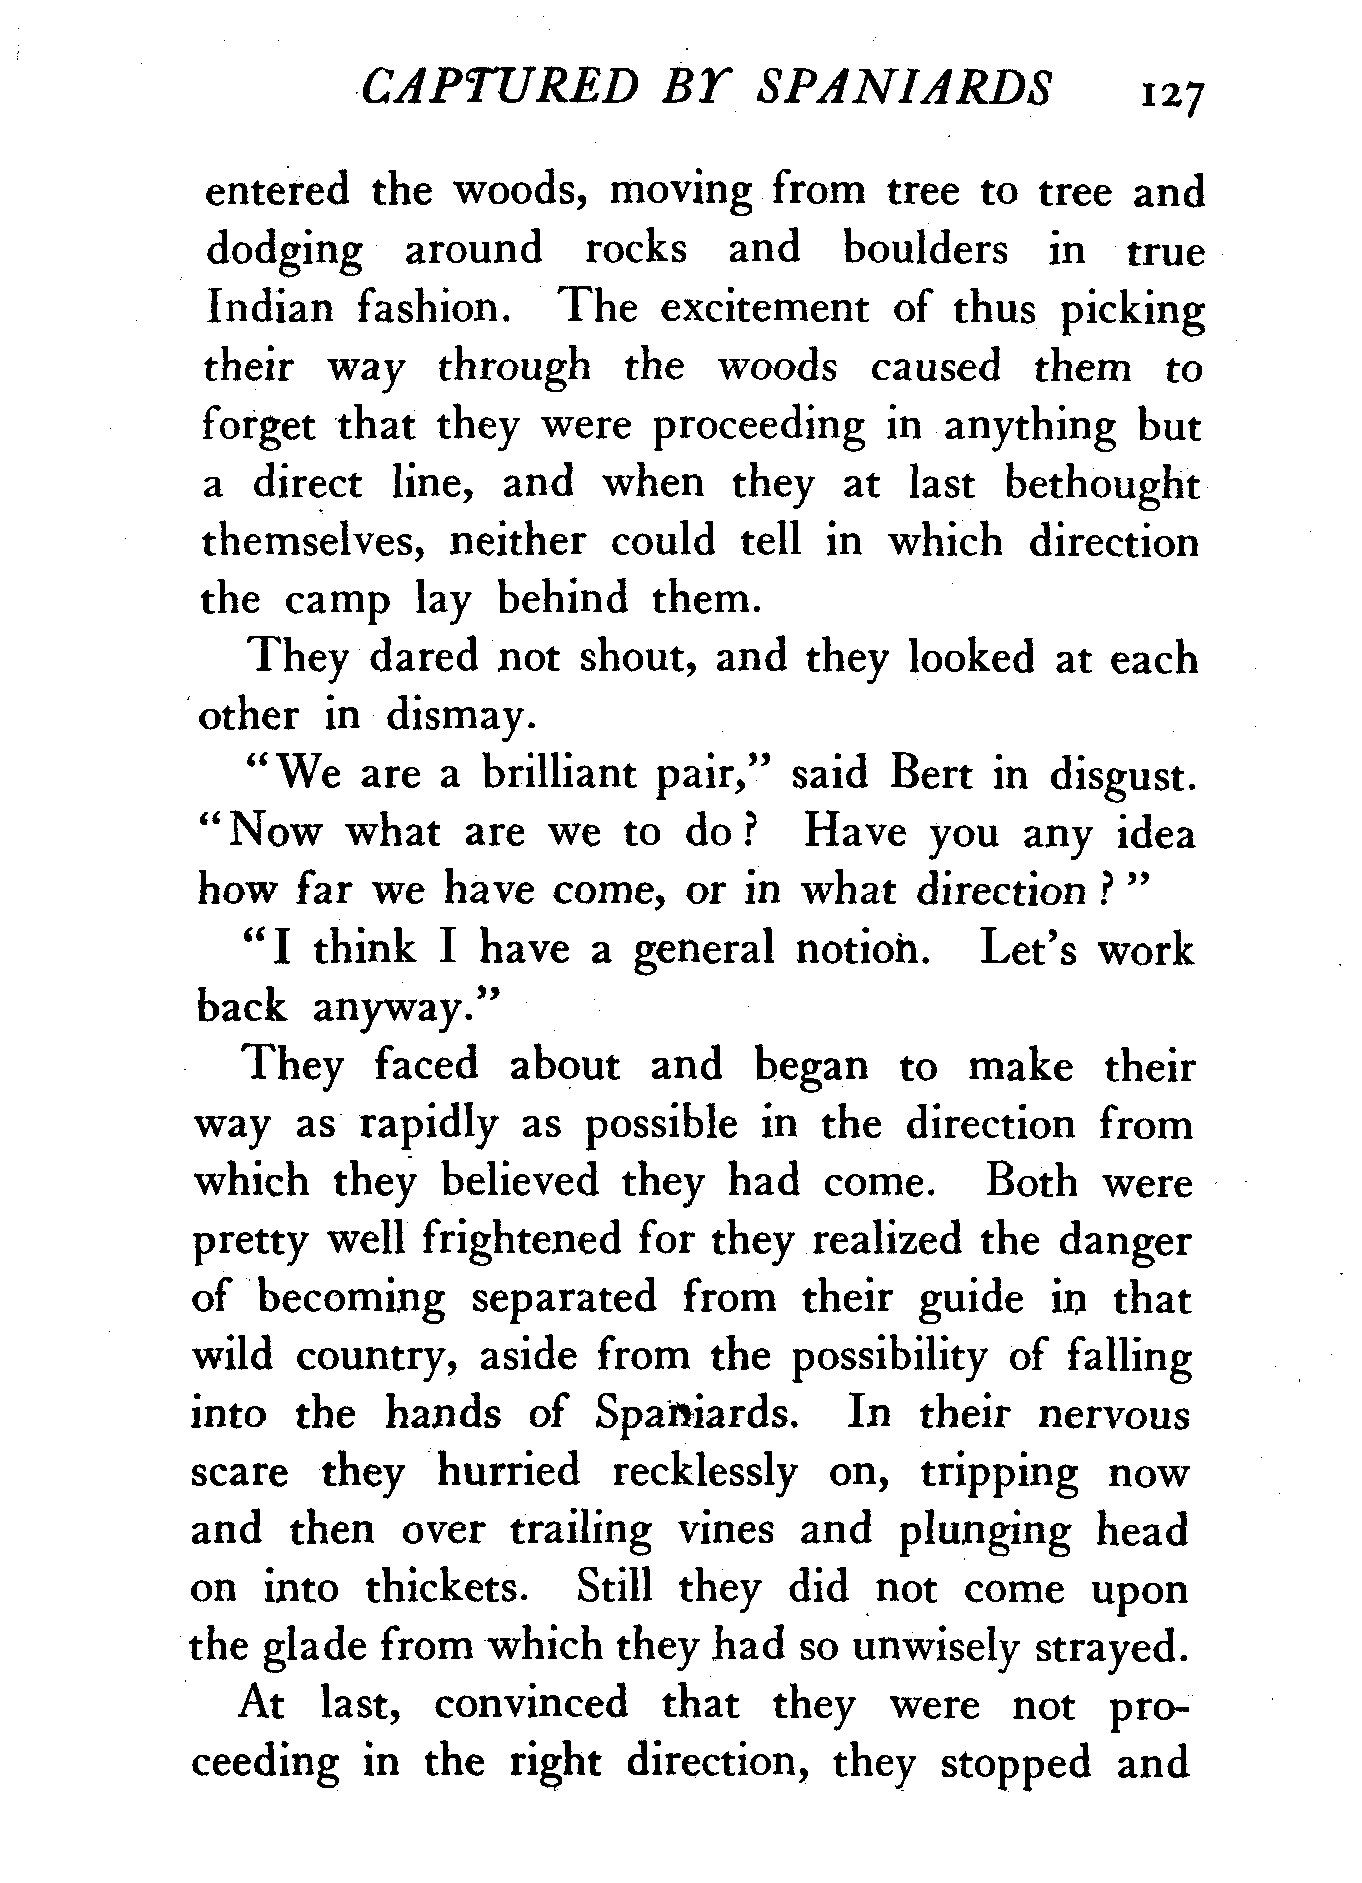 CAPTURED BY SPANIARDS 127
entered the woods, moving from tree to tree and
dodging around rocks and boulders in true
Indian fashion. The excitement of thus picking
their way through the woods caused them to
forget that they were proceeding in anything but
a direct line, and when they at last bethought
themselves, neither could tell in which direction
the camp lay behind them.
They dared not shout, and they looked at each
other in dismay.
"We are a brilliant pair," said Bert in disgust.
"Now what are we to do? Have you any idea
how far we have come, or in what direction?"
"I think I have a general notion. Let's work
back anyway."
They faced about and began to make their
way as rapidly as possible in the direction from
which they believed they had come. Both were
pretty well frightened for they realized the danger
of becoming separated from their guide in that
wild country, aside from the possibility of falling
into the hands of Spaniards. In their nervous
scare they hurried recklessly on, tripping now
and then over trailing vines and plunging head
on into thickets. Still they did not come upon
the glade from which they had so unwisely strayed.
At last, convinced that they were not pro-
ceeding in the right direction, they stopped and